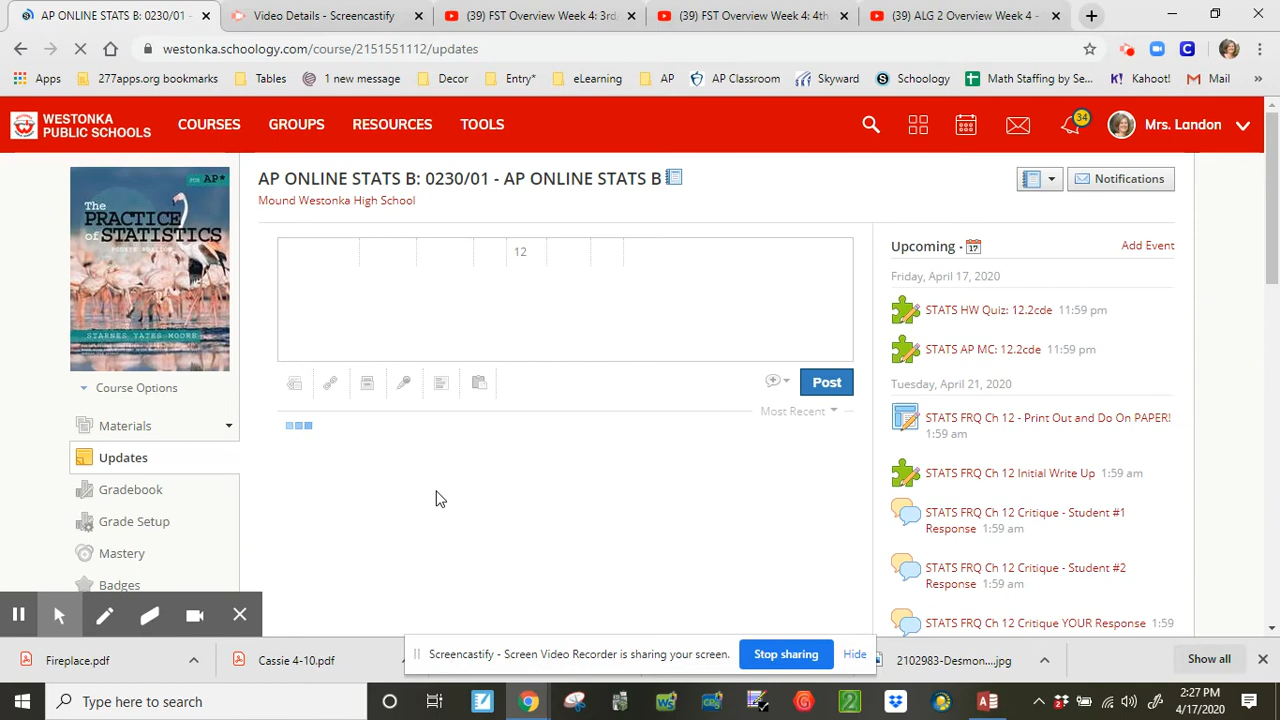 AP ONLINE STATS B: 0230/01 -
Video Details - Screencastify
(39) FST Overview Week 4: 3rd
(39) FST Overview Week 4: 4th
(39) ALG 2 Overview Week 4 -
westonka.schoology.com/course/2151551112/updates
Apps
277apps.org bookmarks
Tables
1 new message
Decor
Entry*
eLearning
AP
AP Classroom
Skyward
Schoology
Math Staffing by Se...
Kahoot!
Mail
»
WESTONKA
PUBLIC SCHOOLS
COURSES
GROUPS
RESOURCES
TOOLS
34
Mrs. Landon
FOR AP*
The
PRACTICE
of STATISTICS
FOURTH EDITION
STARNES YATES MOORE
AP ONLINE STATS B: 0230/01 - AP ONLINE STATS B
Mound Westonka High School
Notifications
12
Post
Most Recent
Course Options
Materials
Updates
Gradebook
Grade Setup
Mastery
Badges
Upcoming · 17
Add Event
Friday, April 17, 2020
STATS HW Quiz: 12.2cde 11:59 pm
STATS AP MC: 12.2cde 11:59 pm
Tuesday, April 21, 2020
STATS FRQ Ch 12 - Print Out and Do On PAPER!
1:59 am
STATS FRQ Ch 12 Initial Write Up 1:59 am
STATS FRQ Ch 12 Critique - Student #1
Response 1:59 am
STATS FRQ Ch 12 Critique - Student #2
Response 1:59 am
STATS FRQ Ch 12 Critique YOUR Response 1:59
Screencastify - Screen Video Recorder is sharing your screen.
Stop sharing
Hide
Fireplace.pdf
Cassie 4-10.pdf
2102983-Desmon....jpg
Show all
Type here to search
2:27 PM
4/17/2020